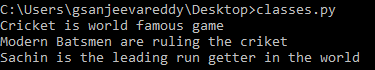 C:\Users\gsanjeevareddy\Desktop>classes.py
Cricket is world famous game
Modern Batsmen are ruling the criket
Sachin is the leading run getter in the world